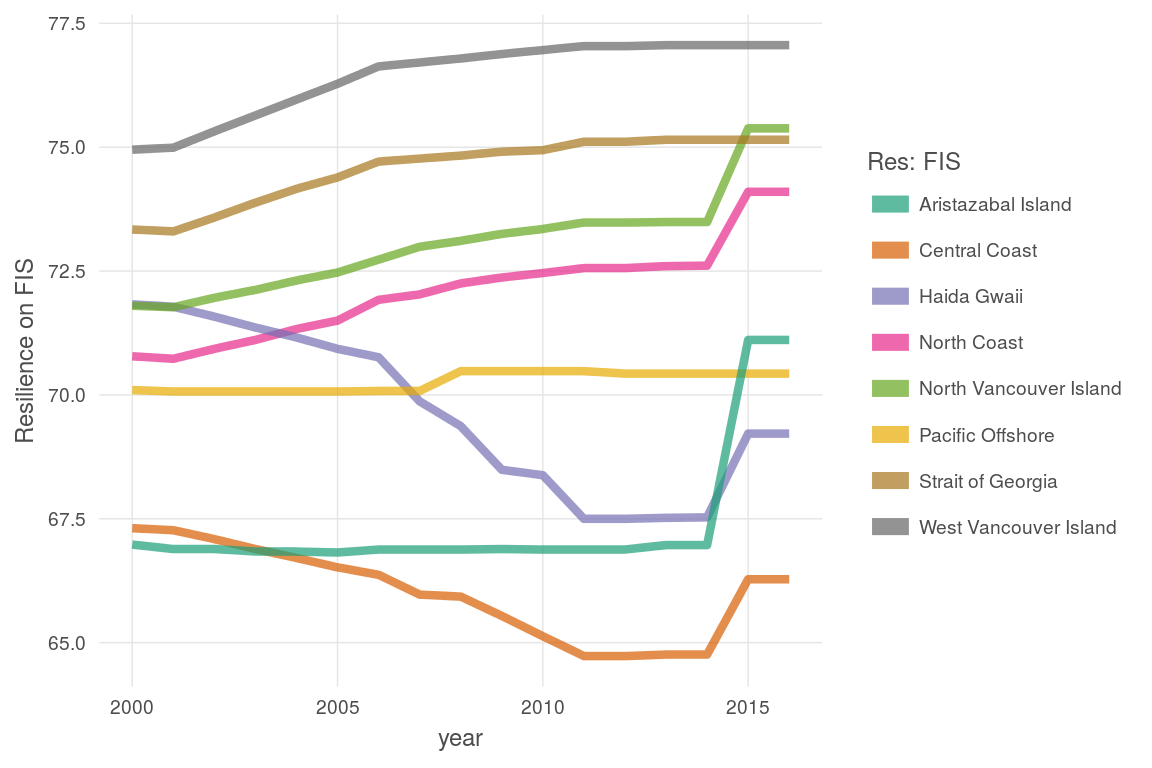 77.5
75.0
72.5
70.0
67.5
65.0
Resilience on FIS
2000
2005
2010
2015
year
Res: FIS
Aristazabal Island
Central Coast
Haida Gwaii
North Coast
North Vancouver Island
Pacific Offshore
Strait of Georgia
West Vancouver Island